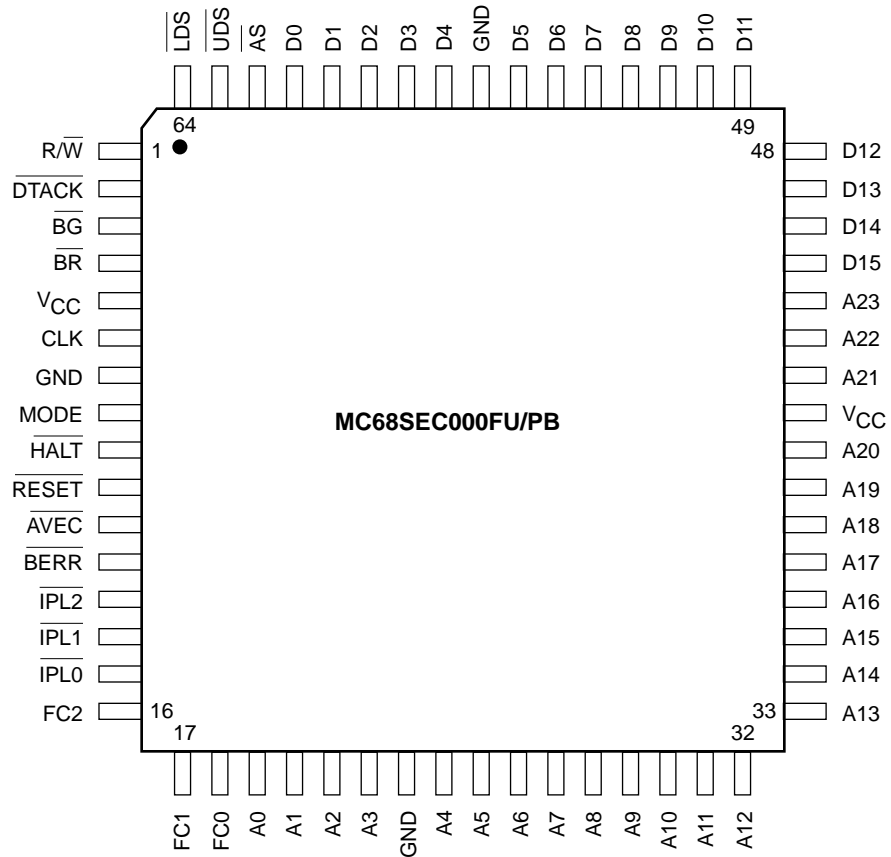 LDS UDS AS D0 D1 D2 D3 D4 GND D5 D6 D7 D8 D9 D10 D11
64 49
R/W 1 48 D12
DTACK D13
BG D14
BR D15
VCC A23
CLK A22
GND A21
MODE VCC
MC68SEC000FU/PB
HALT A20
RESET A19
AVEC A18
BERR A17
IPL2 A16
IPL1 A15
IPL0 A14
FC2 16 33 A13
17 32
FC1 FC0 A0 A1 A2 A3 GND A4 A5 A6 A7 A8 A9 A10 A11 A12